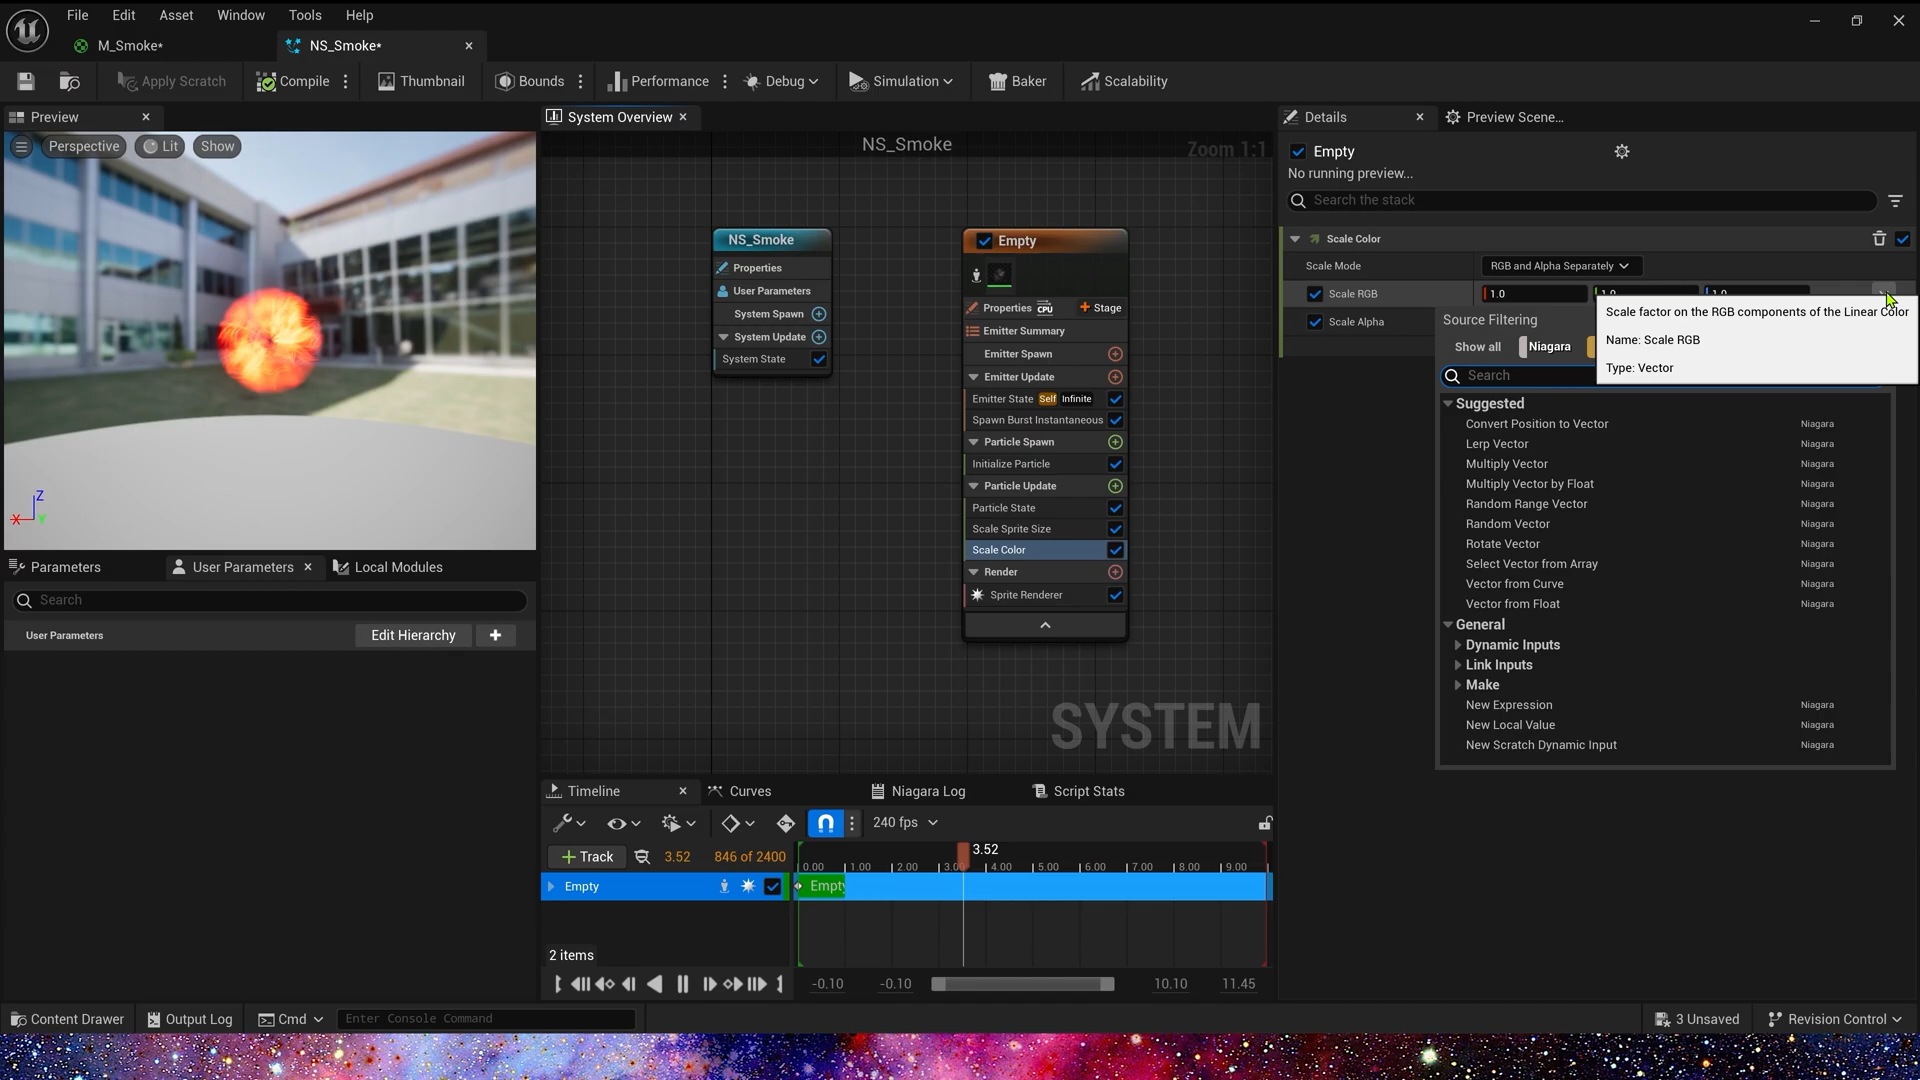 File Edit Asset Window Tools Help
M_Smoke*
NS_Smoke*
Apply Scratch
Compile
Thumbnail
Bounds
Performance
Debug
Simulation
Baker
Scalability
Preview
Perspective
Lit
Show
Z
X
Y
Parameters
User Parameters
Local Modules
Search
User Parameters
Edit Hierarchy
System Overview
NS_Smoke
Zoom 1:1
NS_Smoke
Properties
User Parameters
System Spawn
System Update
System State
Empty
Properties CPU Stage
Emitter Summary
Emitter Spawn
Emitter Update
Emitter State Self Infinite
Spawn Burst Instantaneous
Particle Spawn
Initialize Particle
Particle Update
Particle State
Scale Sprite Size
Scale Color
Render
Sprite Renderer
SYSTEM
Timeline
Curves
Niagara Log
Script Stats
240 fps
Track
3.52
846 of 2400
3.52
0.00 1.00 2.00 3.00 4.00 5.00 6.00 7.00 8.00 9.00
Empty
Empty
2 items
-0.10
-0.10
10.10
11.45
Details
Preview Scene...
Empty
No running preview...
Search the stack
Scale Color
Scale Mode
RGB and Alpha Separately
Scale RGB
1.0
1.0
1.0
Scale Alpha
Source Filtering
Show all
Niagara
Search
Scale factor on the RGB components of the Linear Color
Name: Scale RGB
Type: Vector
Suggested
Convert Position to Vector Niagara
Lerp Vector Niagara
Multiply Vector Niagara
Multiply Vector by Float Niagara
Random Range Vector Niagara
Random Vector Niagara
Rotate Vector Niagara
Select Vector from Array Niagara
Vector from Curve Niagara
Vector from Float Niagara
General
Dynamic Inputs
Link Inputs
Make
New Expression Niagara
New Local Value Niagara
New Scratch Dynamic Input Niagara
Content Drawer
Output Log
Cmd
Enter Console Command
3 Unsaved
Revision Control